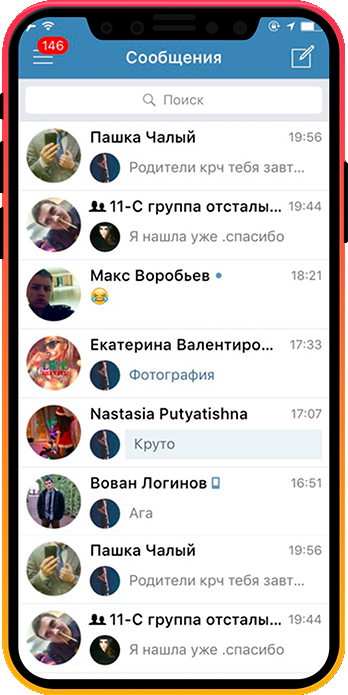 146
Сообщения
Поиск
Пашка Чалый 19:56
Родители крч тебя завт...
11-С группа отсталы... 19:44
Я нашла уже .спасибо
Макс Воробьев 18:21
Екатерина Валентиро... 17:33
Фотография
Nastasia Putyatishna 17:07
Круто
Вован Логинов 16:51
Ага
Пашка Чалый 19:56
Родители крч тебя завт...
11-С группа отсталы... 19:44
Я нашла уже .спасибо